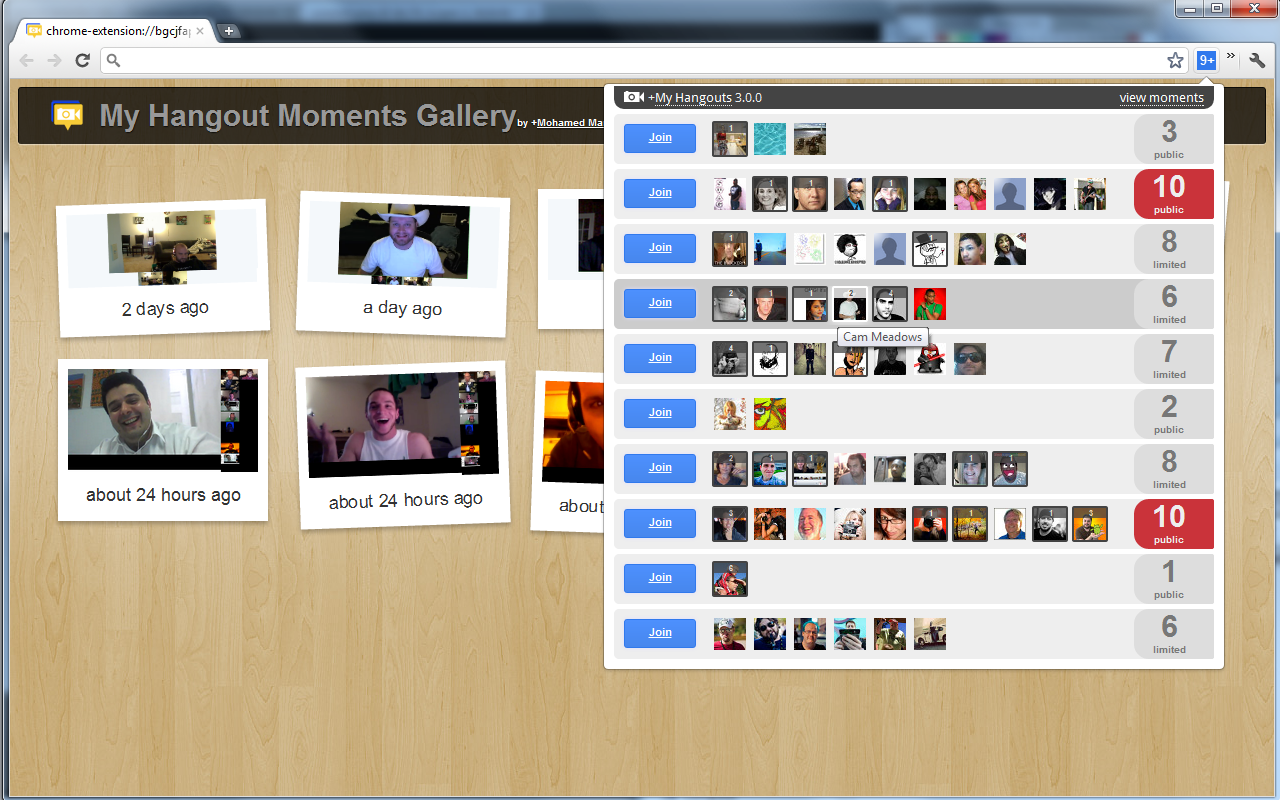 chrome-extension://bgcjfap
9+
»
My Hangout Moments Gallery by +Mohamed Ma
+My Hangouts 3.0.0
view moments
Join
3
public
Join
10
public
Join
8
limited
Join
6
limited
Cam Meadows
Join
7
limited
Join
2
public
Join
8
limited
Join
10
public
Join
1
public
Join
6
limited
2 days ago
a day ago
about 24 hours ago
about 24 hours ago
about